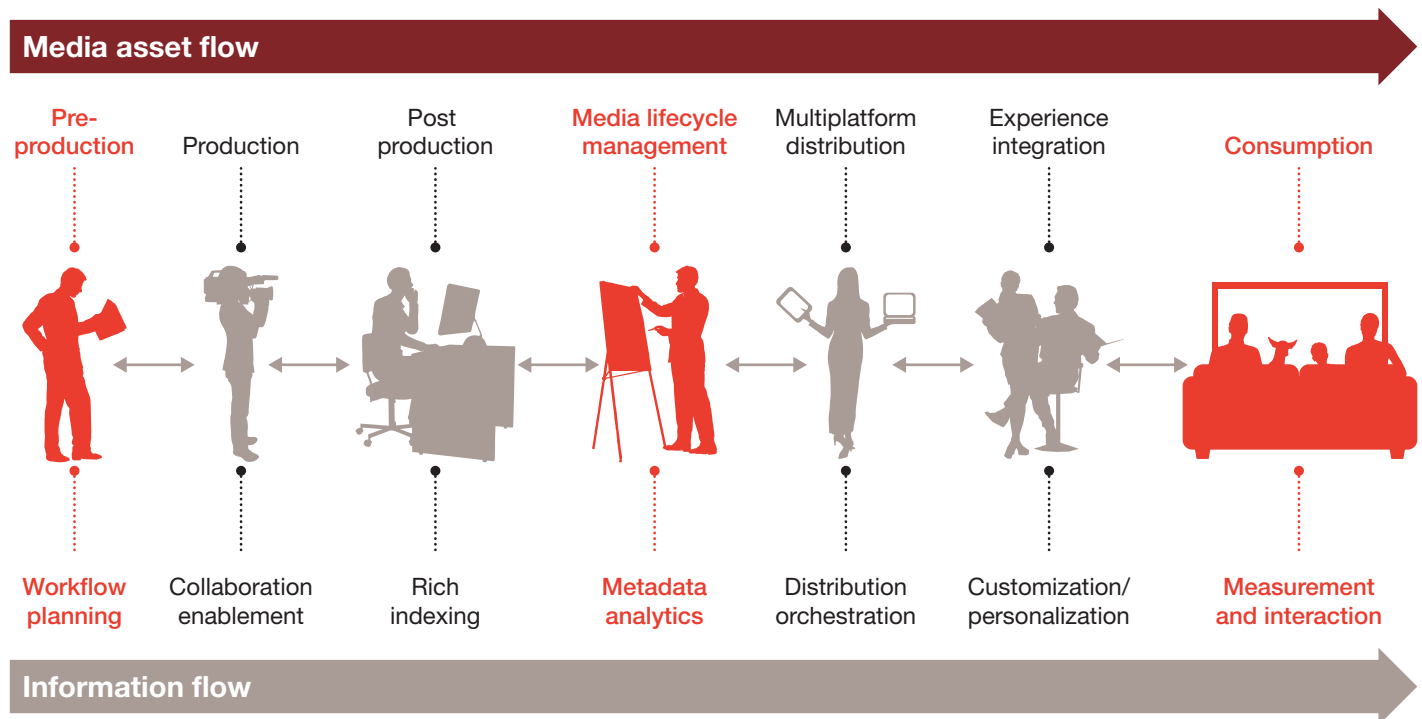 Media asset flow
Pre-
production
Production
Post
production
Media lifecycle
management
Multiplatform
distribution
Experience
integration
Consumption
Workflow
planning
Collaboration
enablement
Rich
indexing
Metadata
analytics
Distribution
orchestration
Customization/
personalization
Measurement
and interaction
Information flow